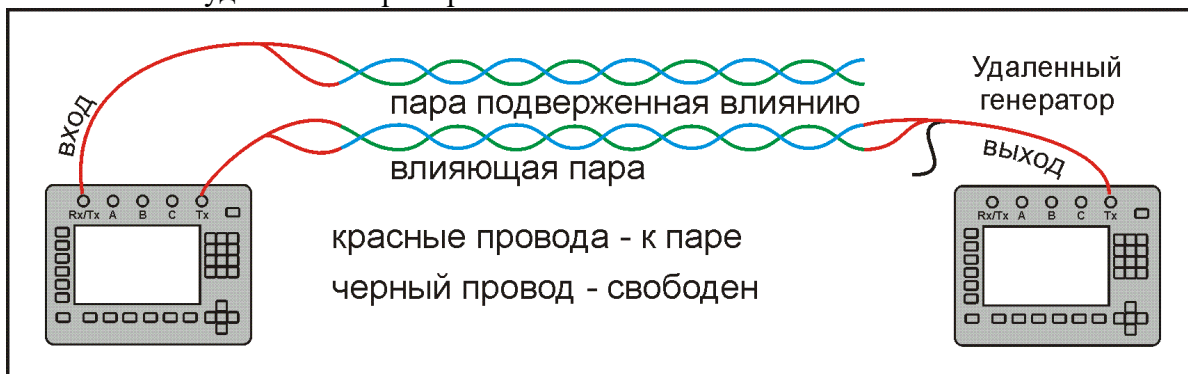 Удаленный
генератор
вход
пара подверженная влиянию
выход
влияющая пара
Rx/Tx A B C Tx
Rx/Tx A B C Tx
красные провода - к паре
черный провод - свободен